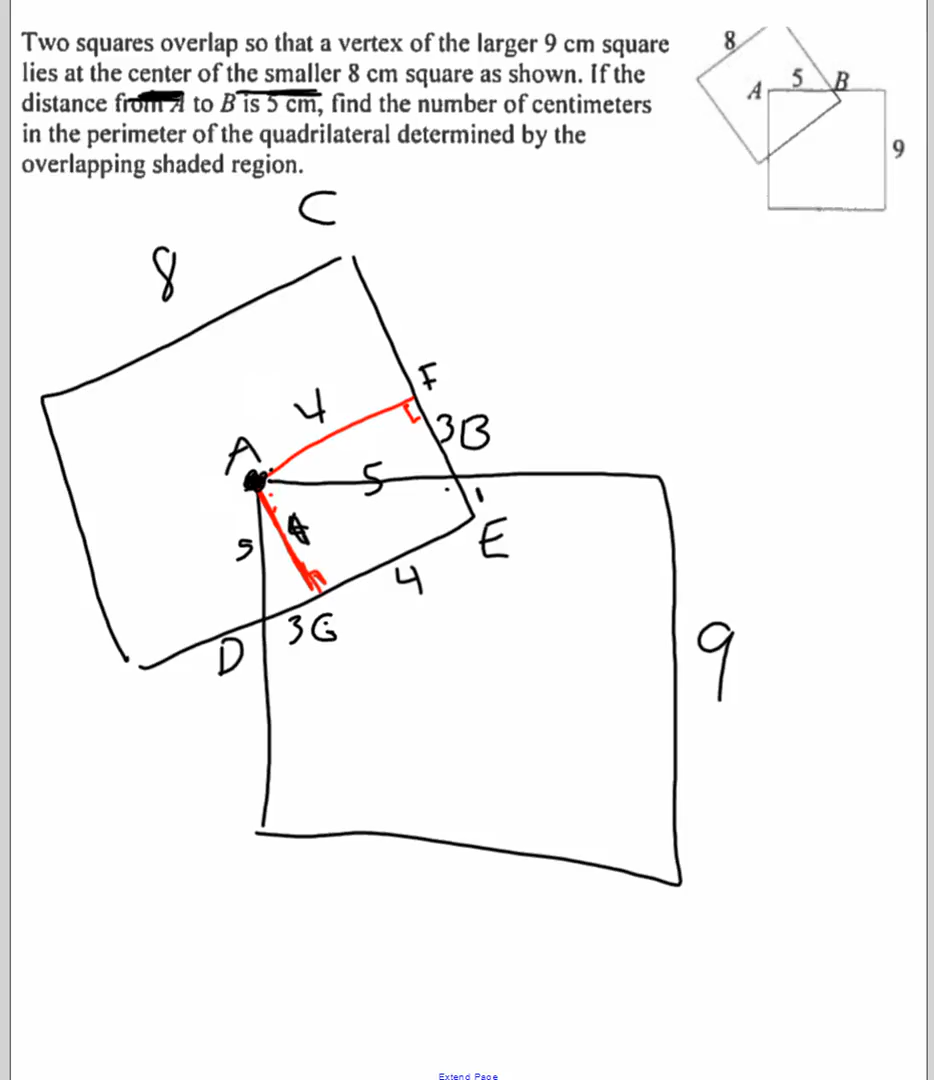 Two squares overlap so that a vertex of the larger 9 cm square
lies at the center of the smaller 8 cm square as shown. If the
distance from A to B is 5 cm, find the number of centimeters
in the perimeter of the quadrilateral determined by the
overlapping shaded region.
8
A 5 B
9
C
8
F
4
3 B
A
5
5
4
E
4
3 G
D
9
Extend Page